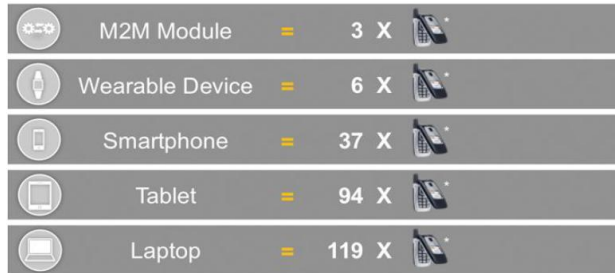 M2M Module = 3 X *
Wearable Device = 6 X *
Smartphone = 37 X *
Tablet = 94 X *
Laptop = 119 X *